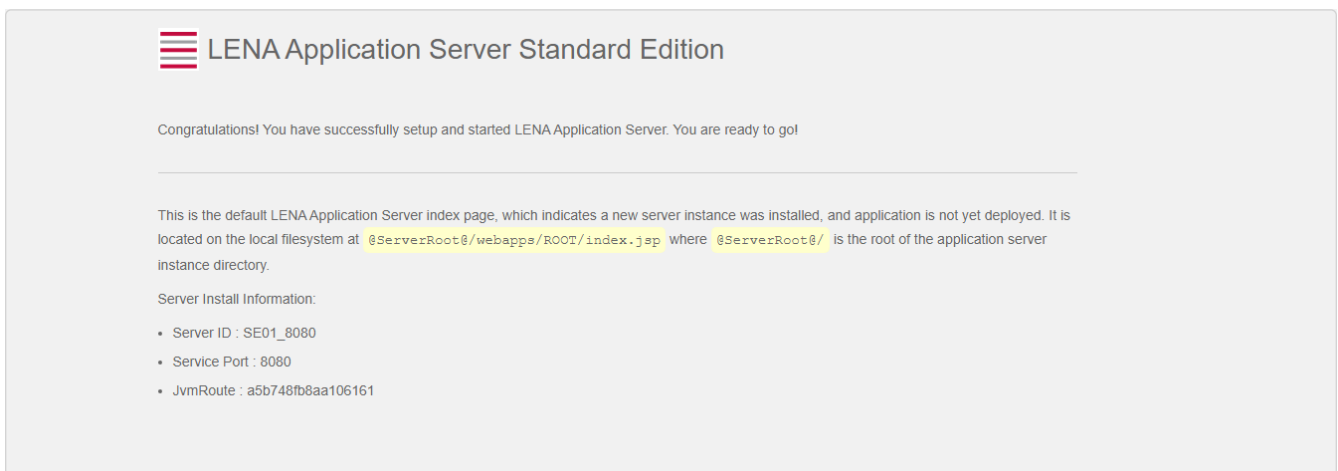 LENA Application Server Standard Edition
Congratulations! You have successfully setup and started LENA Application Server. You are ready to go!
This is the default LENA Application Server index page, which indicates a new server instance was installed, and application is not yet deployed. It is
located on the local filesystem at @ServerRoot@/webapps/ROOT/index.jsp where @ServerRoot@/ is the root of the application server
instance directory.
Server Install Information:
• Server ID : SE01_8080
• Service Port : 8080
• JvmRoute : a5b748fb8aa106161